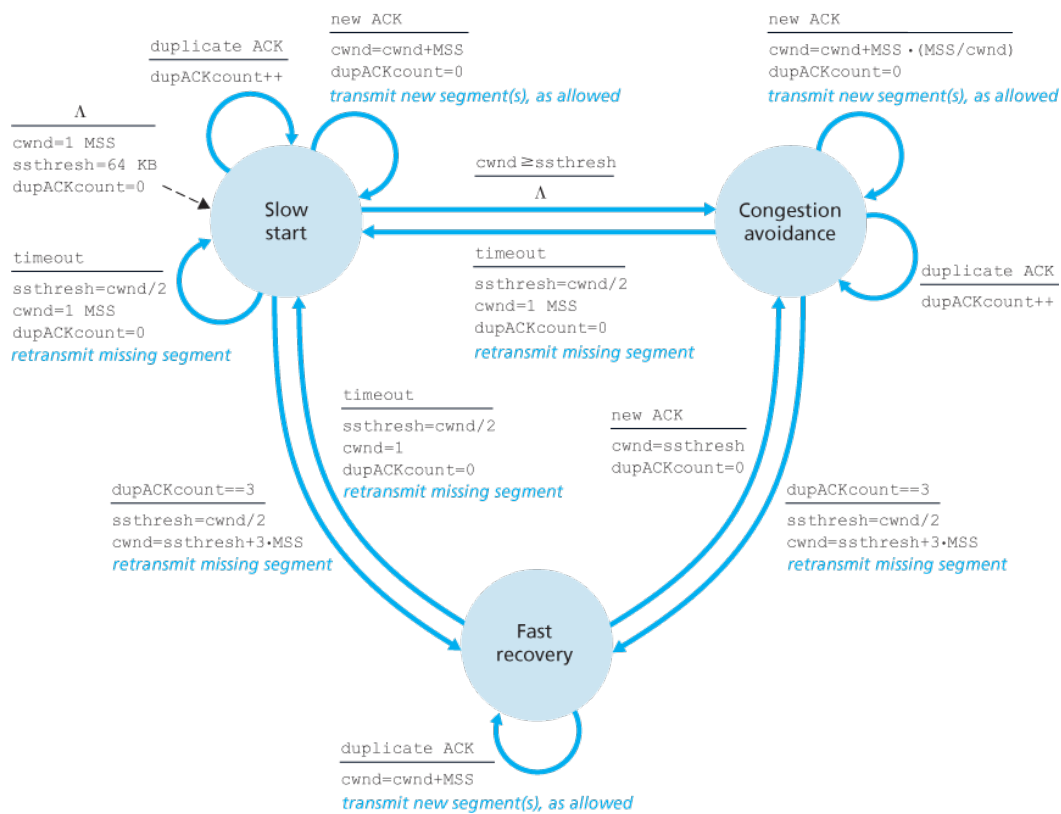 new ACK
cwnd=cwnd+MSS
dupACKcount=0
transmit new segment(s), as allowed
duplicate ACK
dupACKcount++
Λ
cwnd=1 MSS
ssthresh=64 KB
dupACKcount=0
new ACK
cwnd=cwnd+MSS •(MSS/cwnd)
dupACKcount=0
transmit new segment(s), as allowed
Slow
start
cwnd≥ssthresh
Λ
Congestion
avoidance
timeout
ssthresh=cwnd/2
cwnd=1 MSS
dupACKcount=0
retransmit missing segment
timeout
ssthresh=cwnd/2
cwnd=1 MSS
dupACKcount=0
retransmit missing segment
duplicate ACK
dupACKcount++
timeout
ssthresh=cwnd/2
cwnd=1
dupACKcount=0
retransmit missing segment
new ACK
cwnd=ssthresh
dupACKcount=0
dupACKcount==3
ssthresh=cwnd/2
cwnd=ssthresh+3•MSS
retransmit missing segment
dupACKcount==3
ssthresh=cwnd/2
cwnd=ssthresh+3•MSS
retransmit missing segment
Fast
recovery
duplicate ACK
cwnd=cwnd+MSS
transmit new segment(s), as allowed